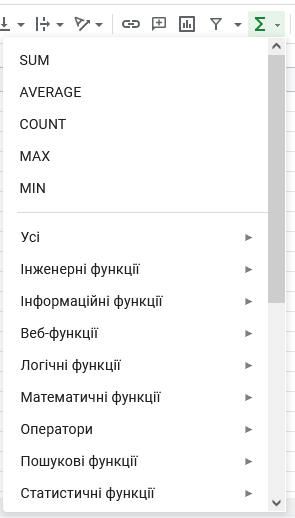 SUM
AVERAGE
COUNT
MAX
MIN
Усі
Інженерні функції
Інформаційні функції
Веб-функції
Логічні функції
Математичні функції
Оператори
Пошукові функції
Статистичні функції